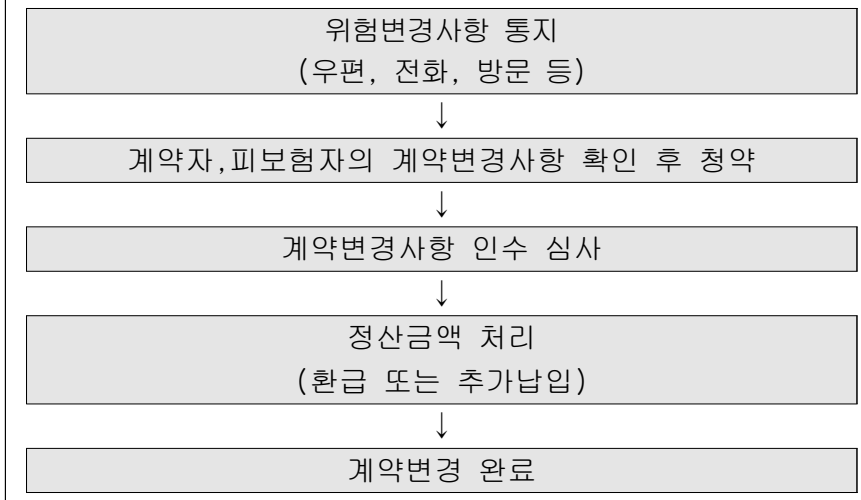 위험변경사항 통지
(우편, 전화, 방문 등)
↓
계약자,피보험자의 계약변경사항 확인 후 청약
↓
계약변경사항 인수 심사
↓
정산금액 처리
(환급 또는 추가납입)
↓
계약변경 완료